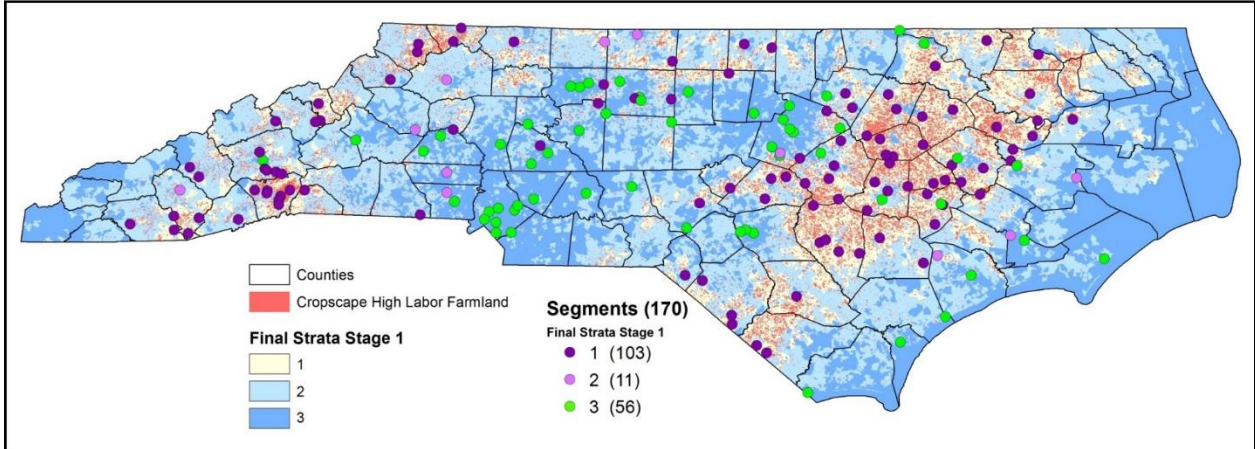 Counties
Cropscape High Labor Farmland
Final Strata Stage 1
1
2
3
Segments (170)
Final Strata Stage 1
1 (103)
2 (11)
3 (56)